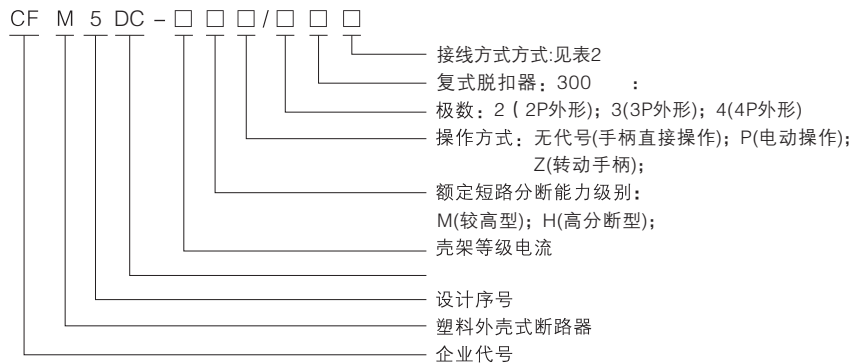 CF M 5 DC - □ □ □ / □ □ □
接线方式方式:见表2
复式脱扣器：300 ：
极数：2（2P外形)；3(3P外形)；4(4P外形)
操作方式：无代号(手柄直接操作)；P(电动操作)；
Z(转动手柄)；
额定短路分断能力级别：
M(较高型)；H(高分断型)；
壳架等级电流
设计序号
塑料外壳式断路器
企业代号